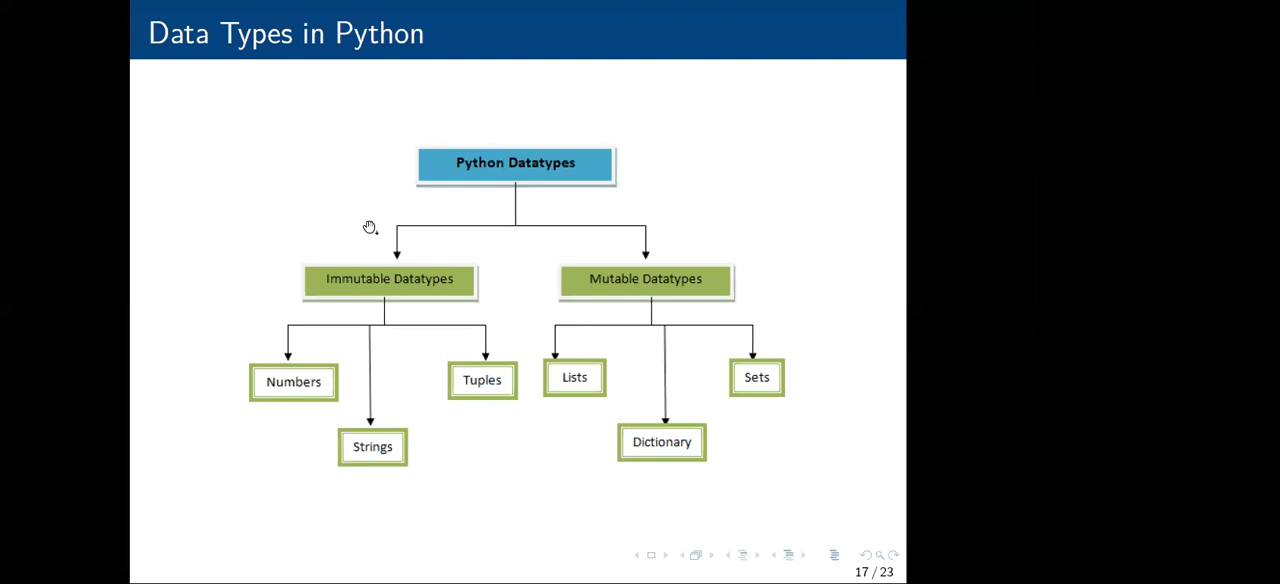 Data Types in Python
Python Datatypes
Immutable Datatypes
Mutable Datatypes
Numbers
Tuples
Lists
Sets
Strings
Dictionary
17 / 23